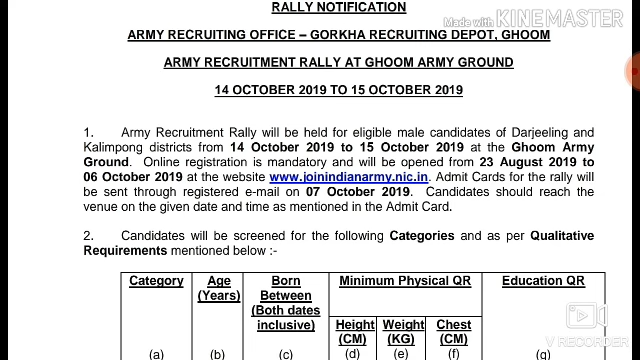 RALLY NOTIFICATION
Made with KINEMASTER
ARMY RECRUITING OFFICE – GORKHA RECRUITING DEPOT, GHOOM
ARMY RECRUITMENT RALLY AT GHOOM ARMY GROUND
14 OCTOBER 2019 TO 15 OCTOBER 2019
1. Army Recruitment Rally will be held for eligible male candidates of Darjeeling and
Kalimpong districts from 14 October 2019 to 15 October 2019 at the Ghoom Army
Ground. Online registration is mandatory and will be opened from 23 August 2019 to
06 October 2019 at the website www.joinindianarmy.nic.in. Admit Cards for the rally will
be sent through registered e-mail on 07 October 2019. Candidates should reach the
venue on the given date and time as mentioned in the Admit Card.
2. Candidates will be screened for the following Categories and as per Qualitative
Requirements mentioned below :-
Category Age Born Minimum Physical QR Education QR
(Years) Between
(Both dates
inclusive) Height Weight Chest
(CM) (KG) (CM)
(a) (b) (c) (d) (e) (f) (g)
V RECORDER